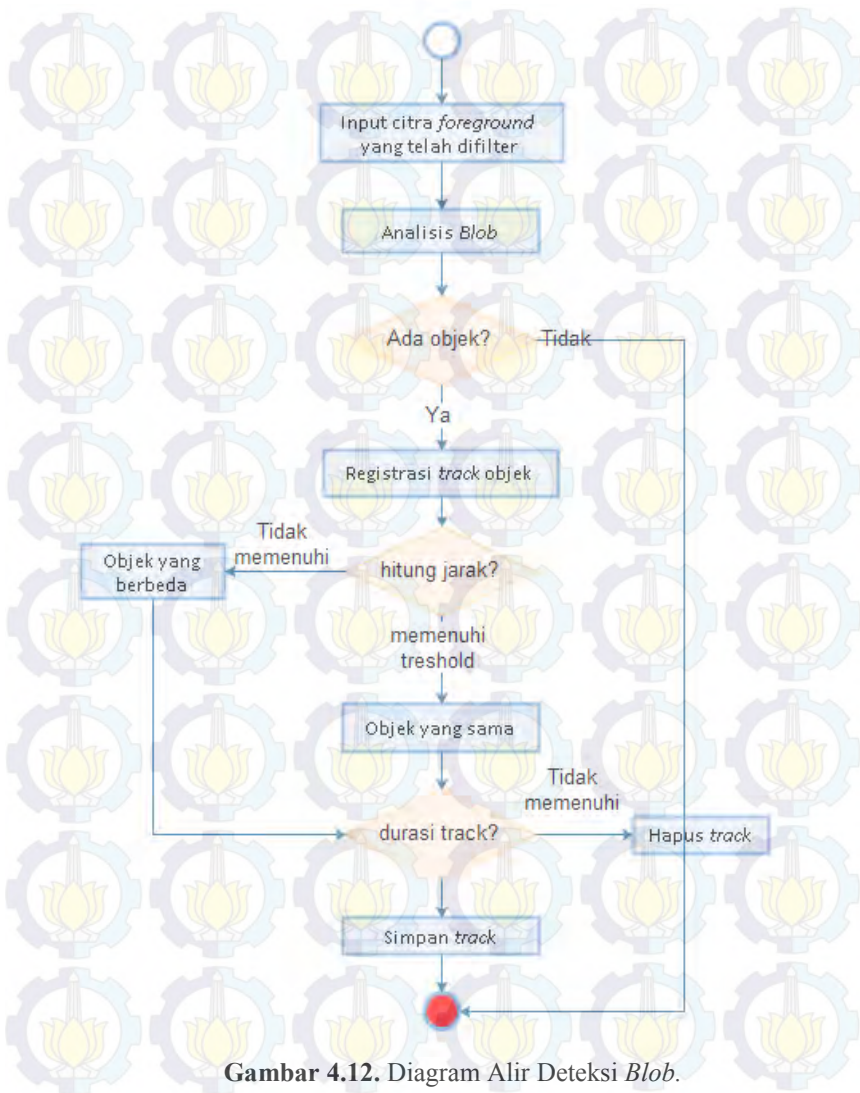 Input citra foreground
yang telah difilter
Analisis Blob
Ada objek?
Tidak
Ya
Registrasi track objek
Tidak
memenuhi
Objek yang
berbeda
hitung jarak?
memenuhi
treshold
Objek yang sama
Tidak
memenuhi
durasi track?
Hapus track
Simpan track
Gambar 4.12. Diagram Alir Deteksi Blob.